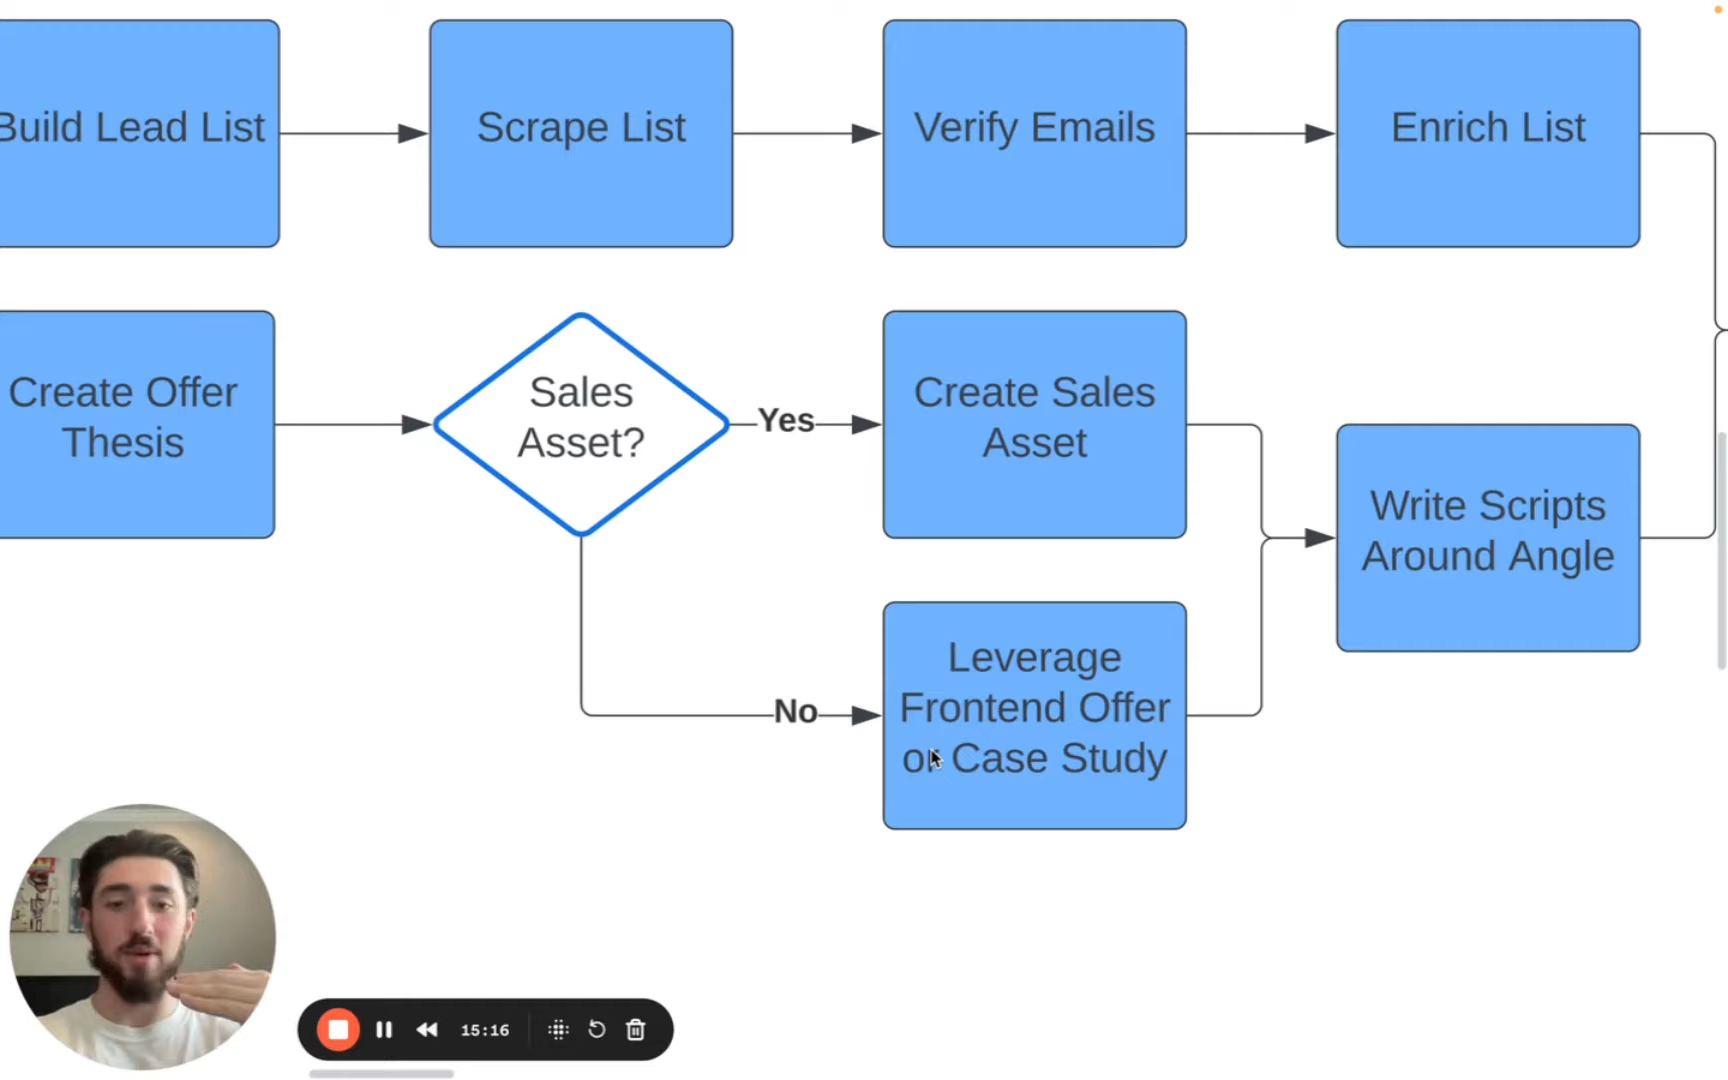 Build Lead List
Scrape List
Verify Emails
Enrich List
Create Offer
Thesis
Sales
Asset?
Yes
Create Sales
Asset
Write Scripts
Around Angle
No
Leverage
Frontend Offer
or Case Study
15:16